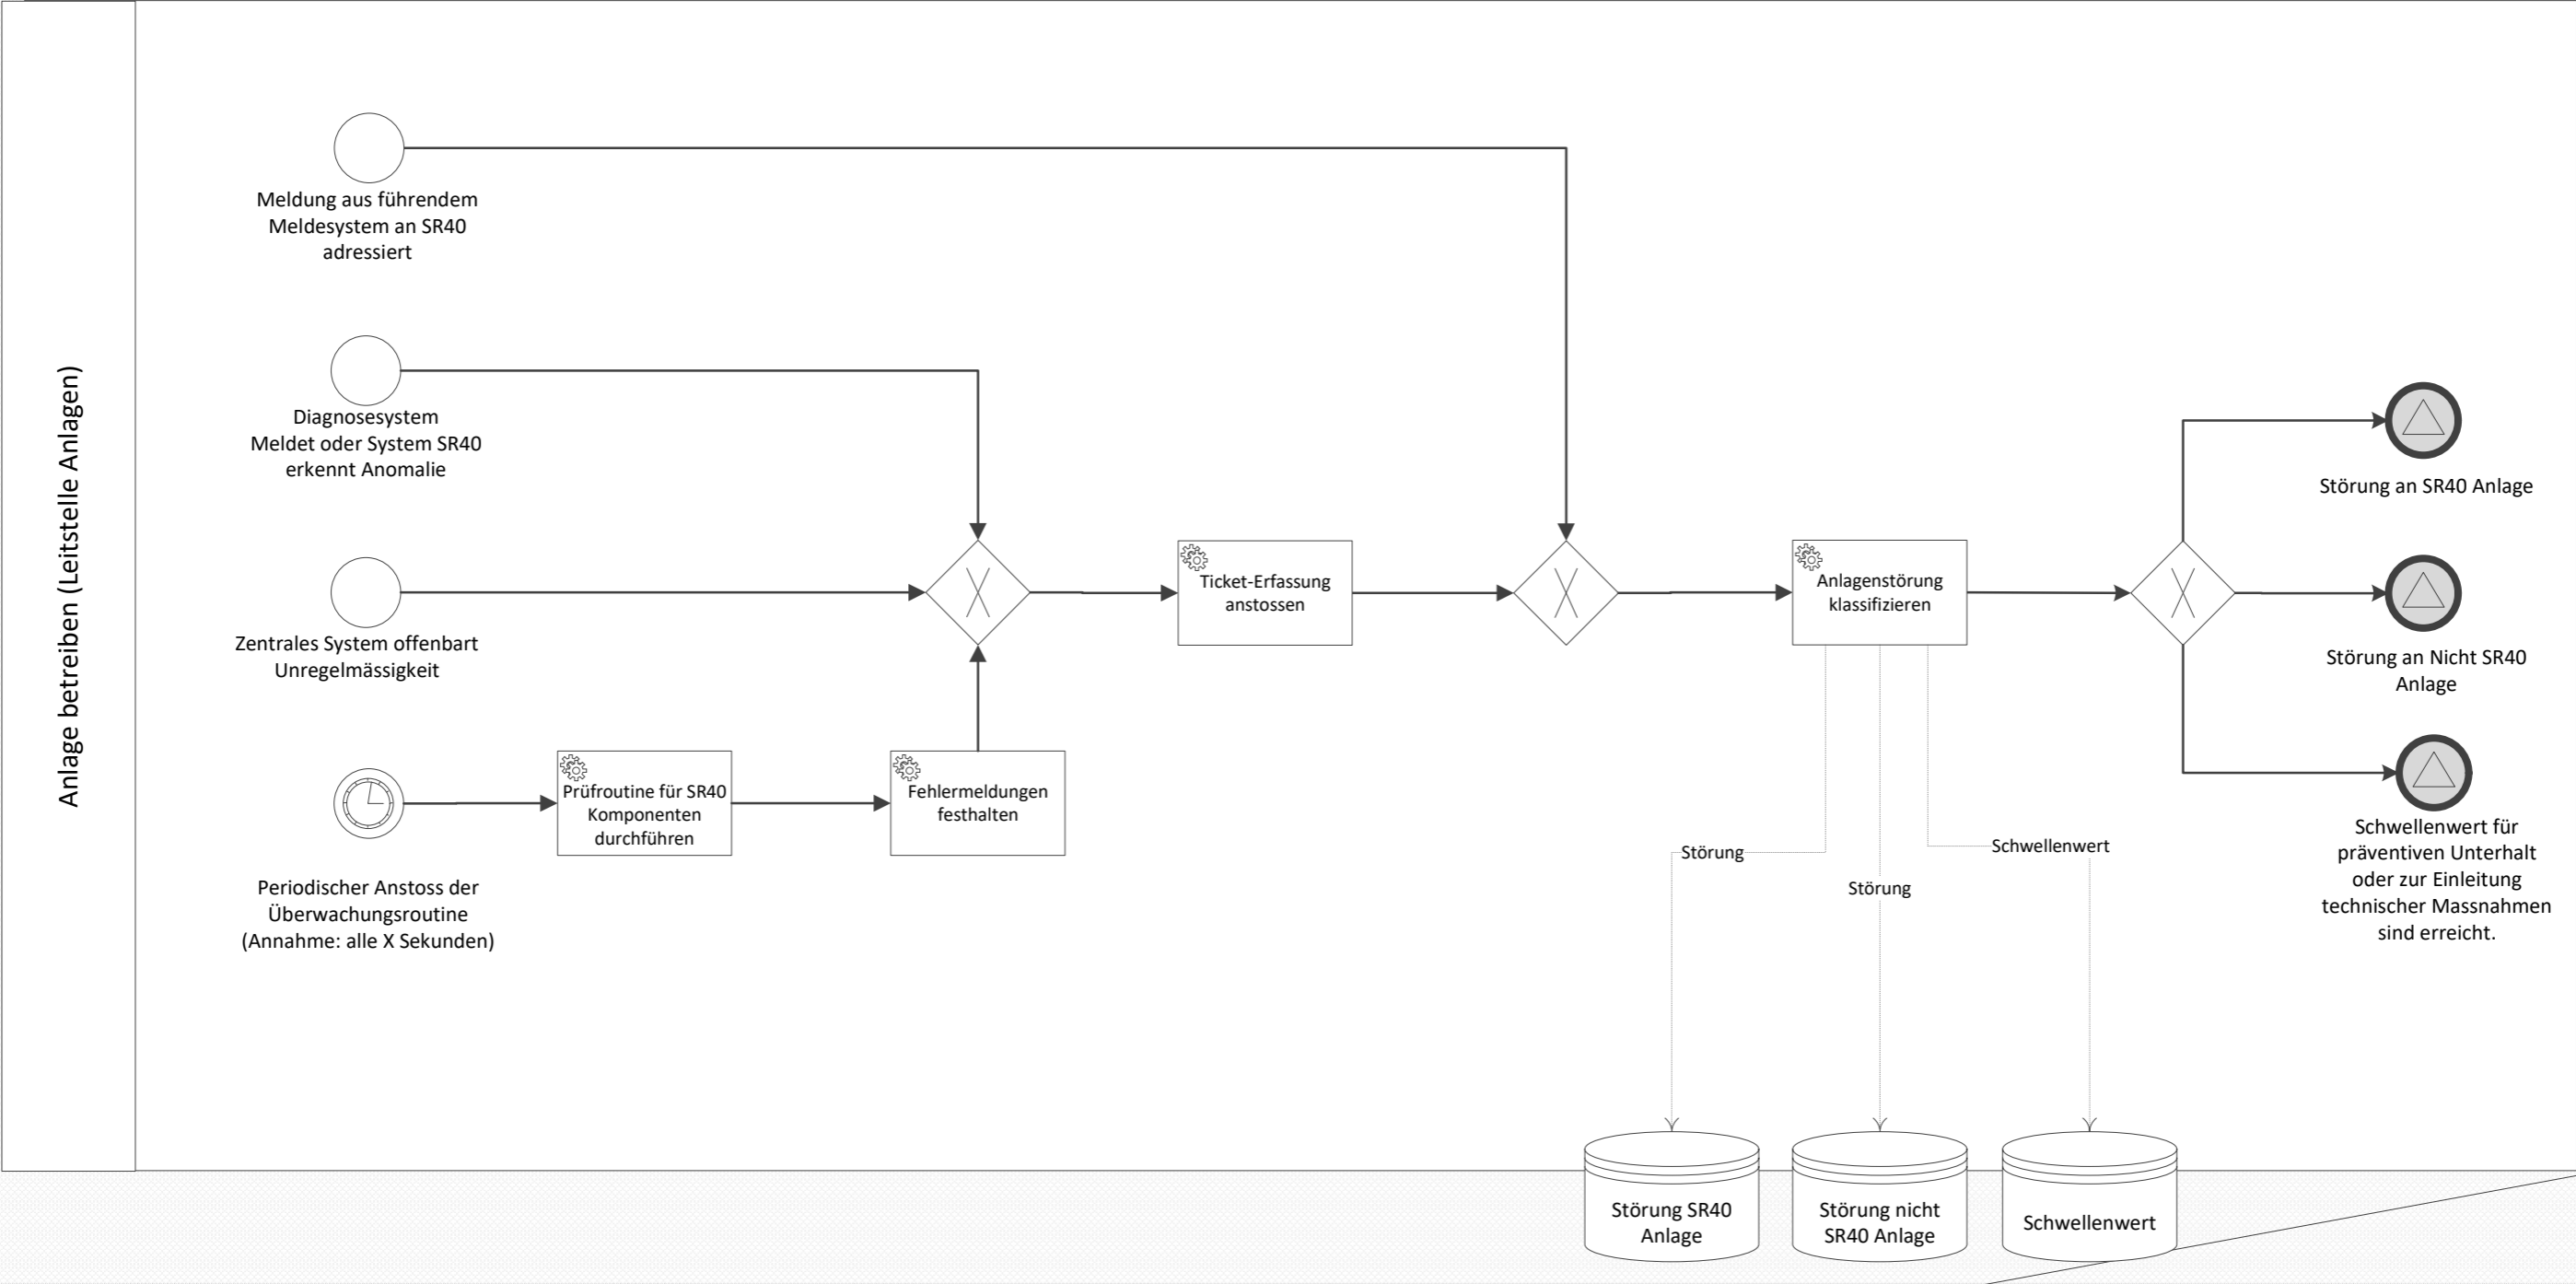 Anlage betreiben (Leitstelle Anlagen)
Meldung aus führendem
Meldesystem an SR40
adressiert
Diagnosesystem
Meldet oder System SR40
erkennt Anomalie
Zentrales System offenbart
Unregelmässigkeit
Periodischer Anstoss der
Überwachungsroutine
(Annahme: alle X Sekunden)
Prüfroutine für SR40
Komponenten
durchführen
Fehlermeldungen
festhalten
Ticket-Erfassung
anstossen
Anlagenstörung
klassifizieren
Störung
Störung
Schwellenwert
Störung an SR40 Anlage
Störung an Nicht SR40
Anlage
Schwellenwert für
präventiven Unterhalt
oder zur Einleitung
technischer Massnahmen
sind erreicht.
Störung SR40
Anlage
Störung nicht
SR40 Anlage
Schwellenwert